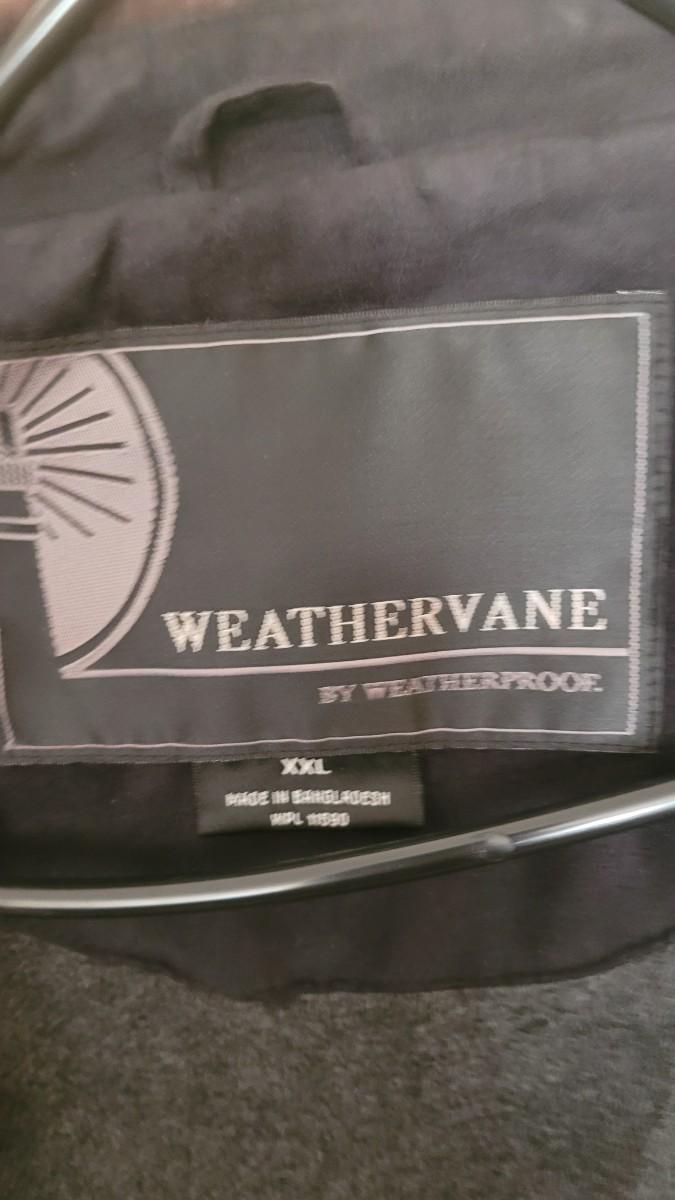 WEATHERVANE
BY WEATHERPROOF.
XXL
MADE IN BANGLADESH
WPL 11590